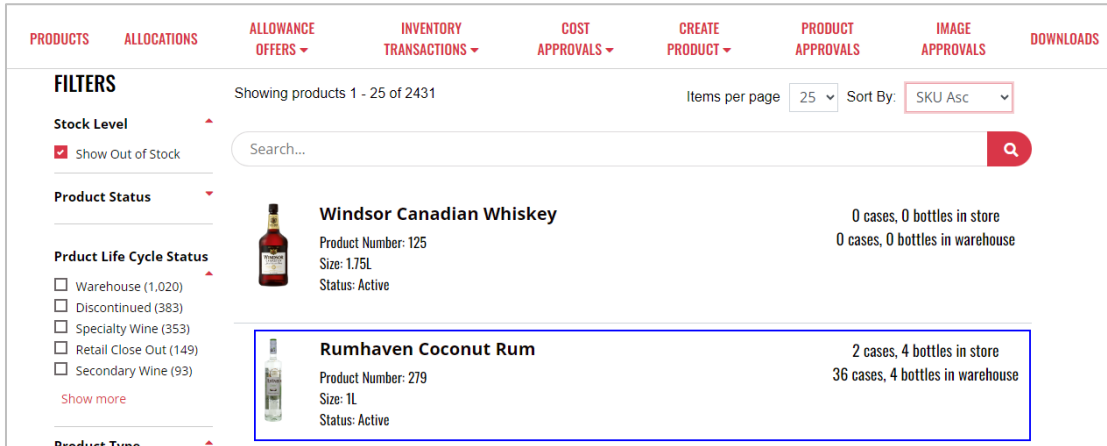 PRODUCTS
ALLOCATIONS
ALLOWANCE
OFFERS
INVENTORY
TRANSACTIONS
COST
APPROVALS
CREATE
PRODUCT
PRODUCT
APPROVALS
IMAGE
APPROVALS
DOWNLOADS
FILTERS
Showing products 1 - 25 of 2431
Items per page 25 Sort By: SKU Asc
Stock Level
Show Out of Stock
Search...
Product Status
Windsor Canadian Whiskey
Product Number: 125
Size: 1.75L
Status: Active
0 cases, 0 bottles in store
0 cases, 0 bottles in warehouse
Prduct Life Cycle Status
Warehouse (1,020)
Discontinued (383)
Specialty Wine (353)
Retail Close Out (149)
Secondary Wine (93)
Show more
Rumhaven Coconut Rum
Product Number: 279
Size: 1L
Status: Active
2 cases, 4 bottles in store
36 cases, 4 bottles in warehouse
Product Type